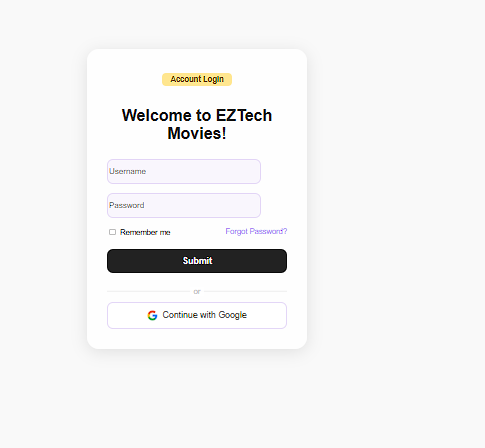 Account Login
Welcome to EZTech
Movies!
Username
Password
Remember me
Forgot Password?
Submit
or
Continue with Google